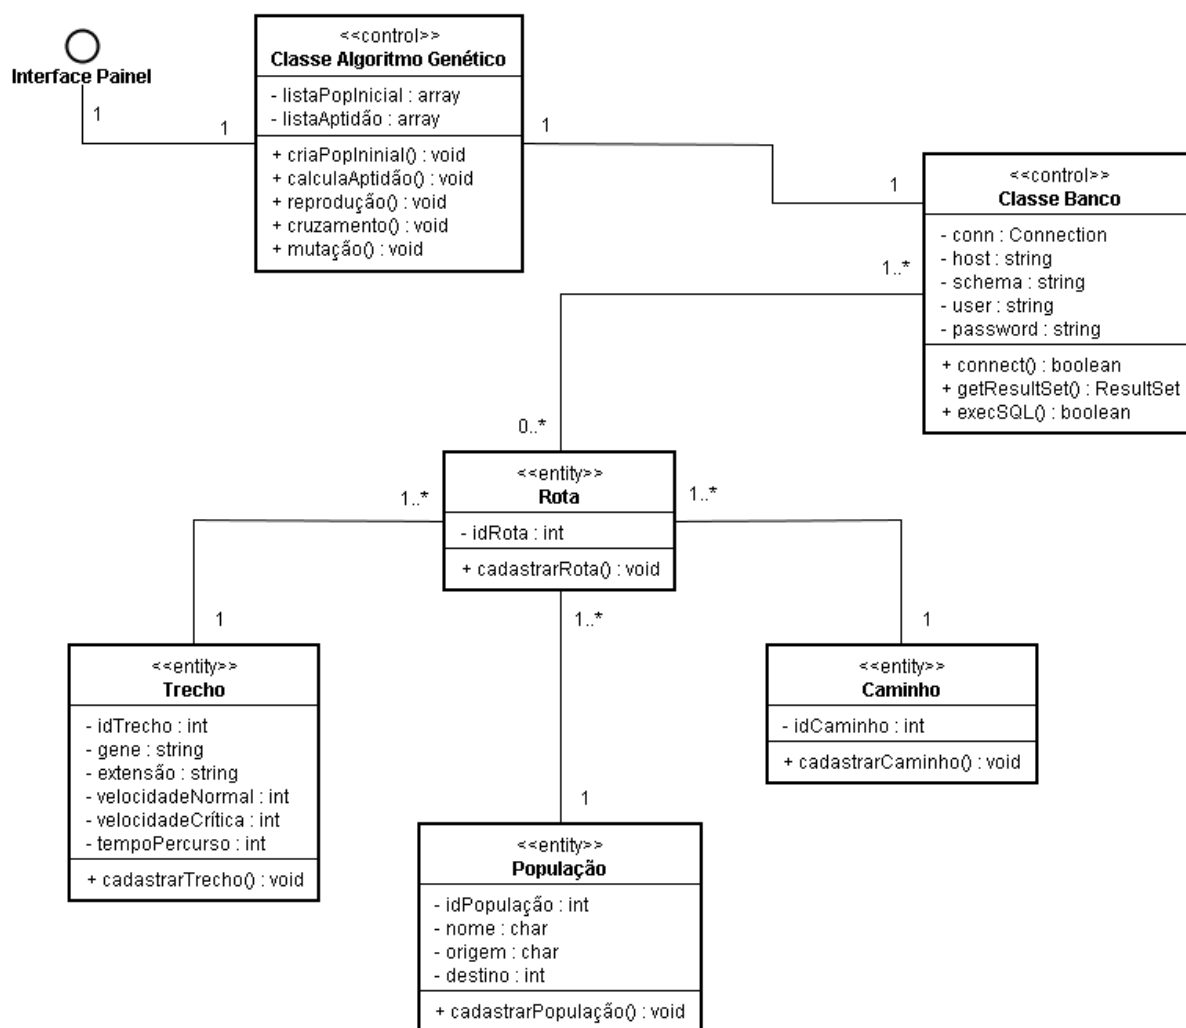 Interface Painel
1
1
<<control>>
Classe Algoritmo Genético
- listaPopInicial : array
- listaAptidão : array
+ criaPopIninial() : void
+ calculaAptidão() : void
+ reprodução() : void
+ cruzamento() : void
+ mutação() : void
1
1
<<control>>
Classe Banco
- conn : Connection
- host : string
- schema : string
- user : string
- password : string
+ connect() : boolean
+ getResultSet() : ResultSet
+ execSQL() : boolean
1..*
0..*
<<entity>>
Rota
- idRota : int
+ cadastrarRota() : void
1..*
1..*
1..*
1
1
1
<<entity>>
Trecho
- idTrecho : int
- gene : string
- extensão : string
- velocidadeNormal : int
- velocidadeCrítica : int
- tempoPercurso : int
+ cadastrarTrecho() : void
<<entity>>
Caminho
- idCaminho : int
+ cadastrarCaminho() : void
<<entity>>
População
- idPopulação : int
- nome : char
- origem : char
- destino : int
+ cadastrarPopulação() : void